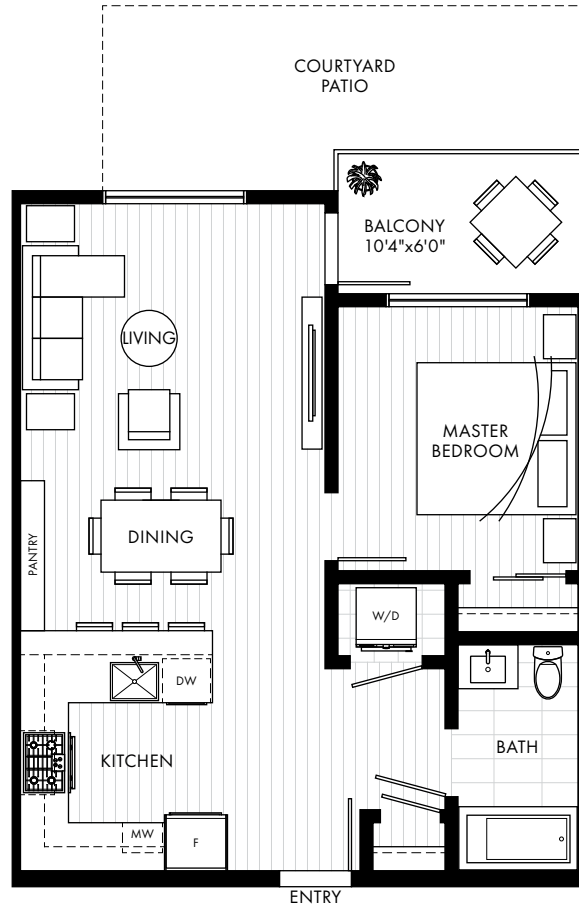 COURTYARD
PATIO
BALCONY
10'4"x6'0"
LIVING
MASTER
BEDROOM
DINING
PANTRY
W/D
DW
KITCHEN
BATH
MW
F
ENTRY